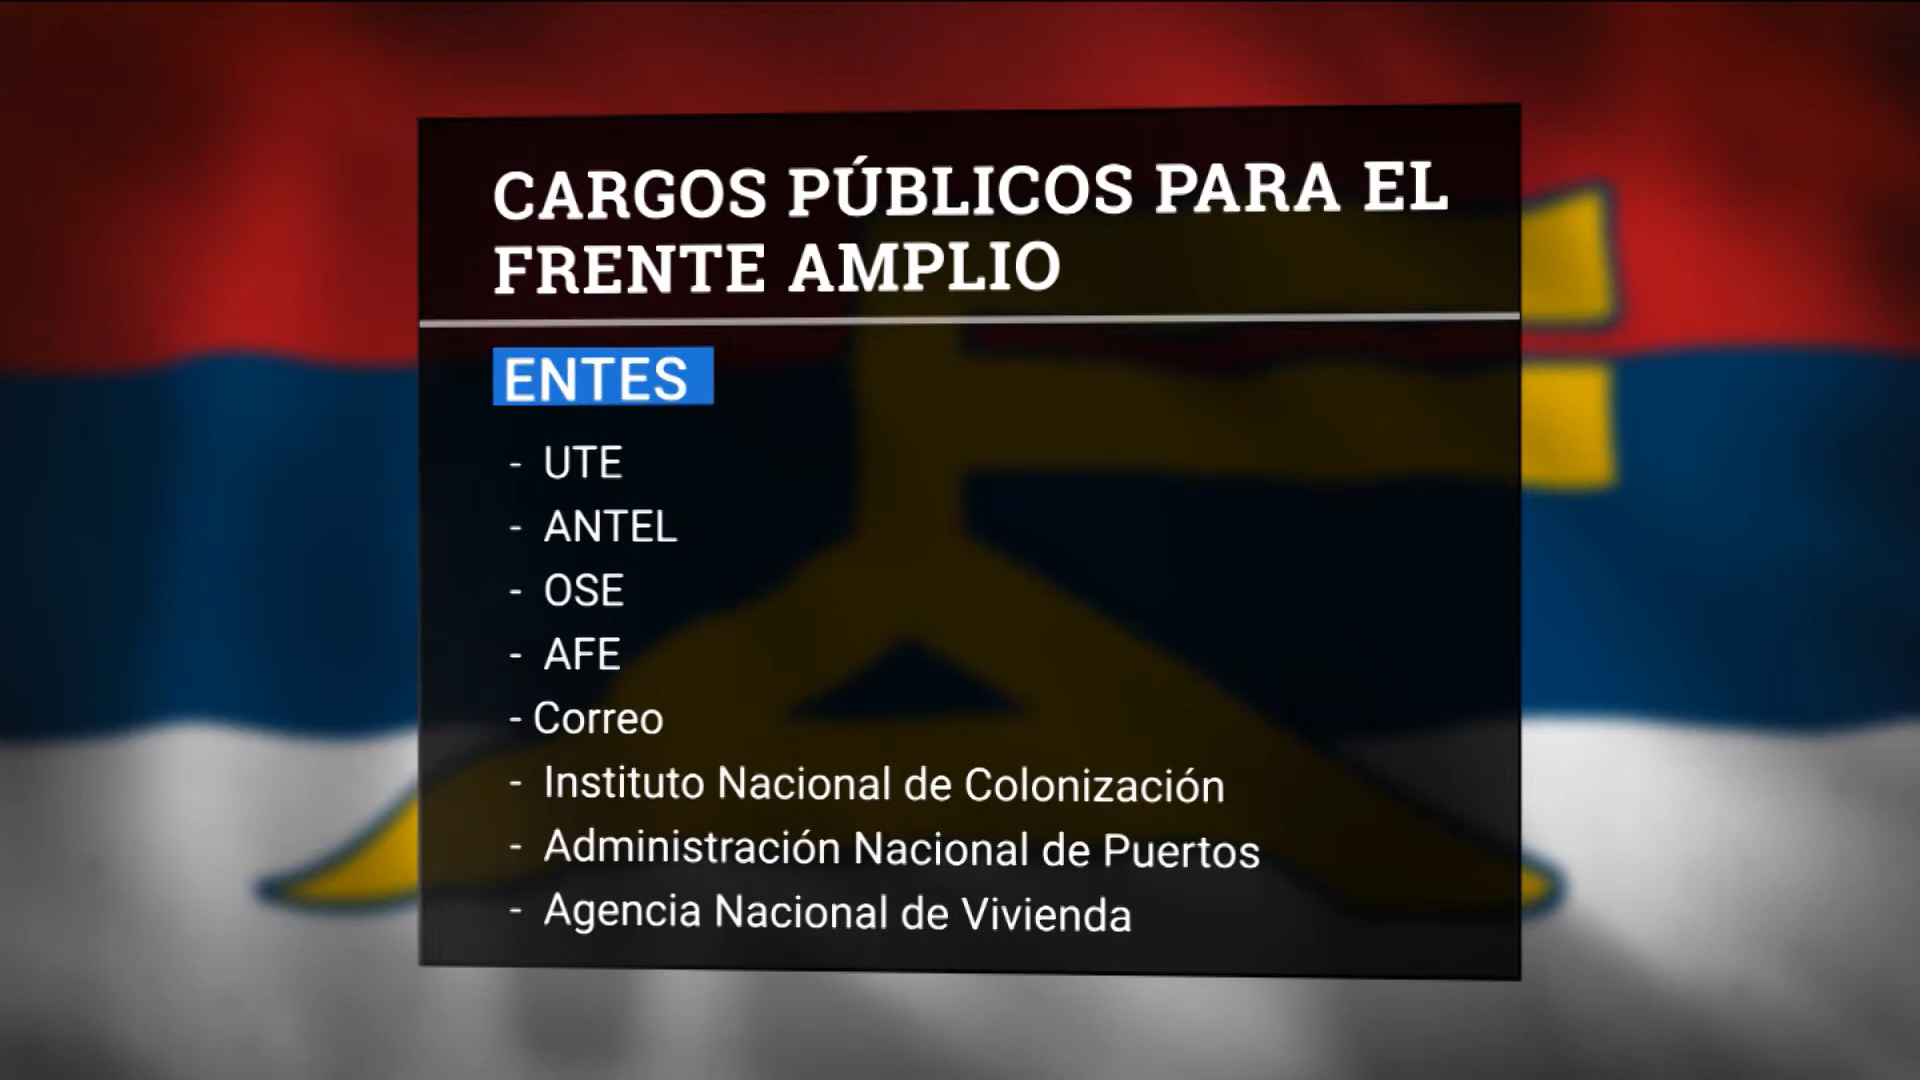 CARGOS PÚBLICOS PARA EL
FRENTE AMPLIO
ENTES
- UTE
- ANTEL
- OSE
- AFE
- Correo
- Instituto Nacional de Colonización
- Administración Nacional de Puertos
- Agencia Nacional de Vivienda